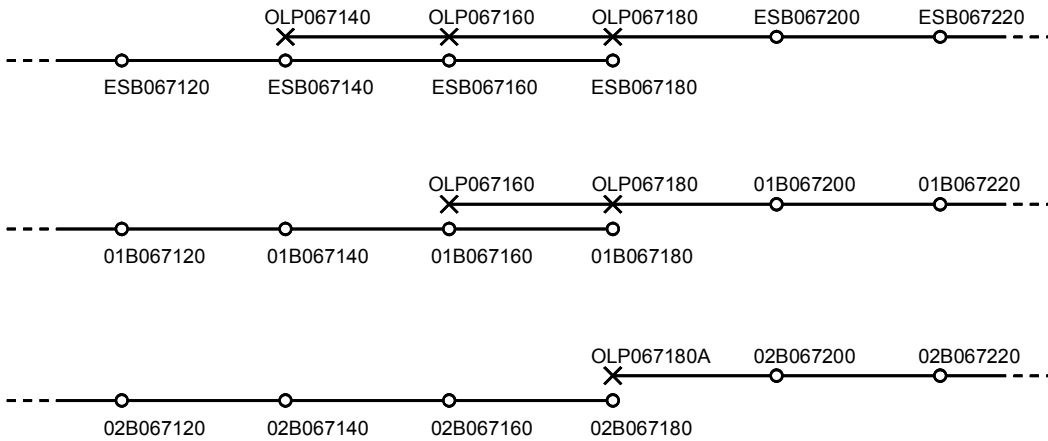 OLP067140 OLP067160 OLP067180 ESB067200 ESB067220
ESB067120 ESB067140 ESB067160 ESB067180
OLP067160 OLP067180 01B067200 01B067220
01B067120 01B067140 01B067160 01B067180
OLP067180A 02B067200 02B067220
02B067120 02B067140 02B067160 02B067180